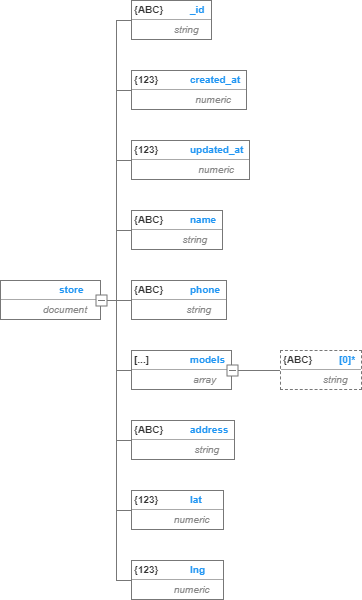 {ABC} _id
string
{123} created_at
numeric
{123} updated_at
numeric
{ABC} name
string
store
document
{ABC} phone
string
[...] models
array
{ABC} [0]*
string
{ABC} address
string
{123} lat
numeric
{123} lng
numeric